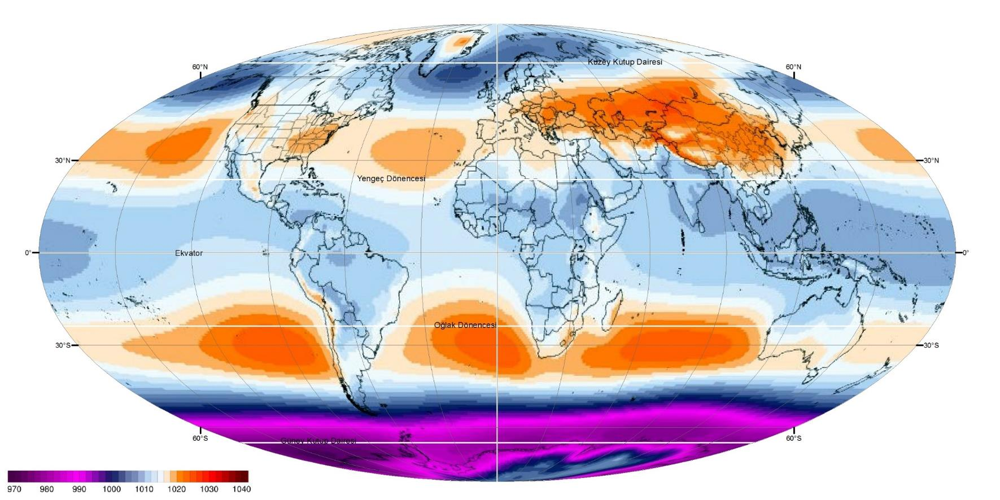 Kuzey Kutup Dairesi
60°N
60°N
30°N
30°N
Yengeç Dönencesi
0°
Ekvator
0°
Oğlak Dönencesi
30°S
30°S
60°S
60°S
Güney Kutup Dairesi
970 980 990 1000 1010 1020 1030 1040